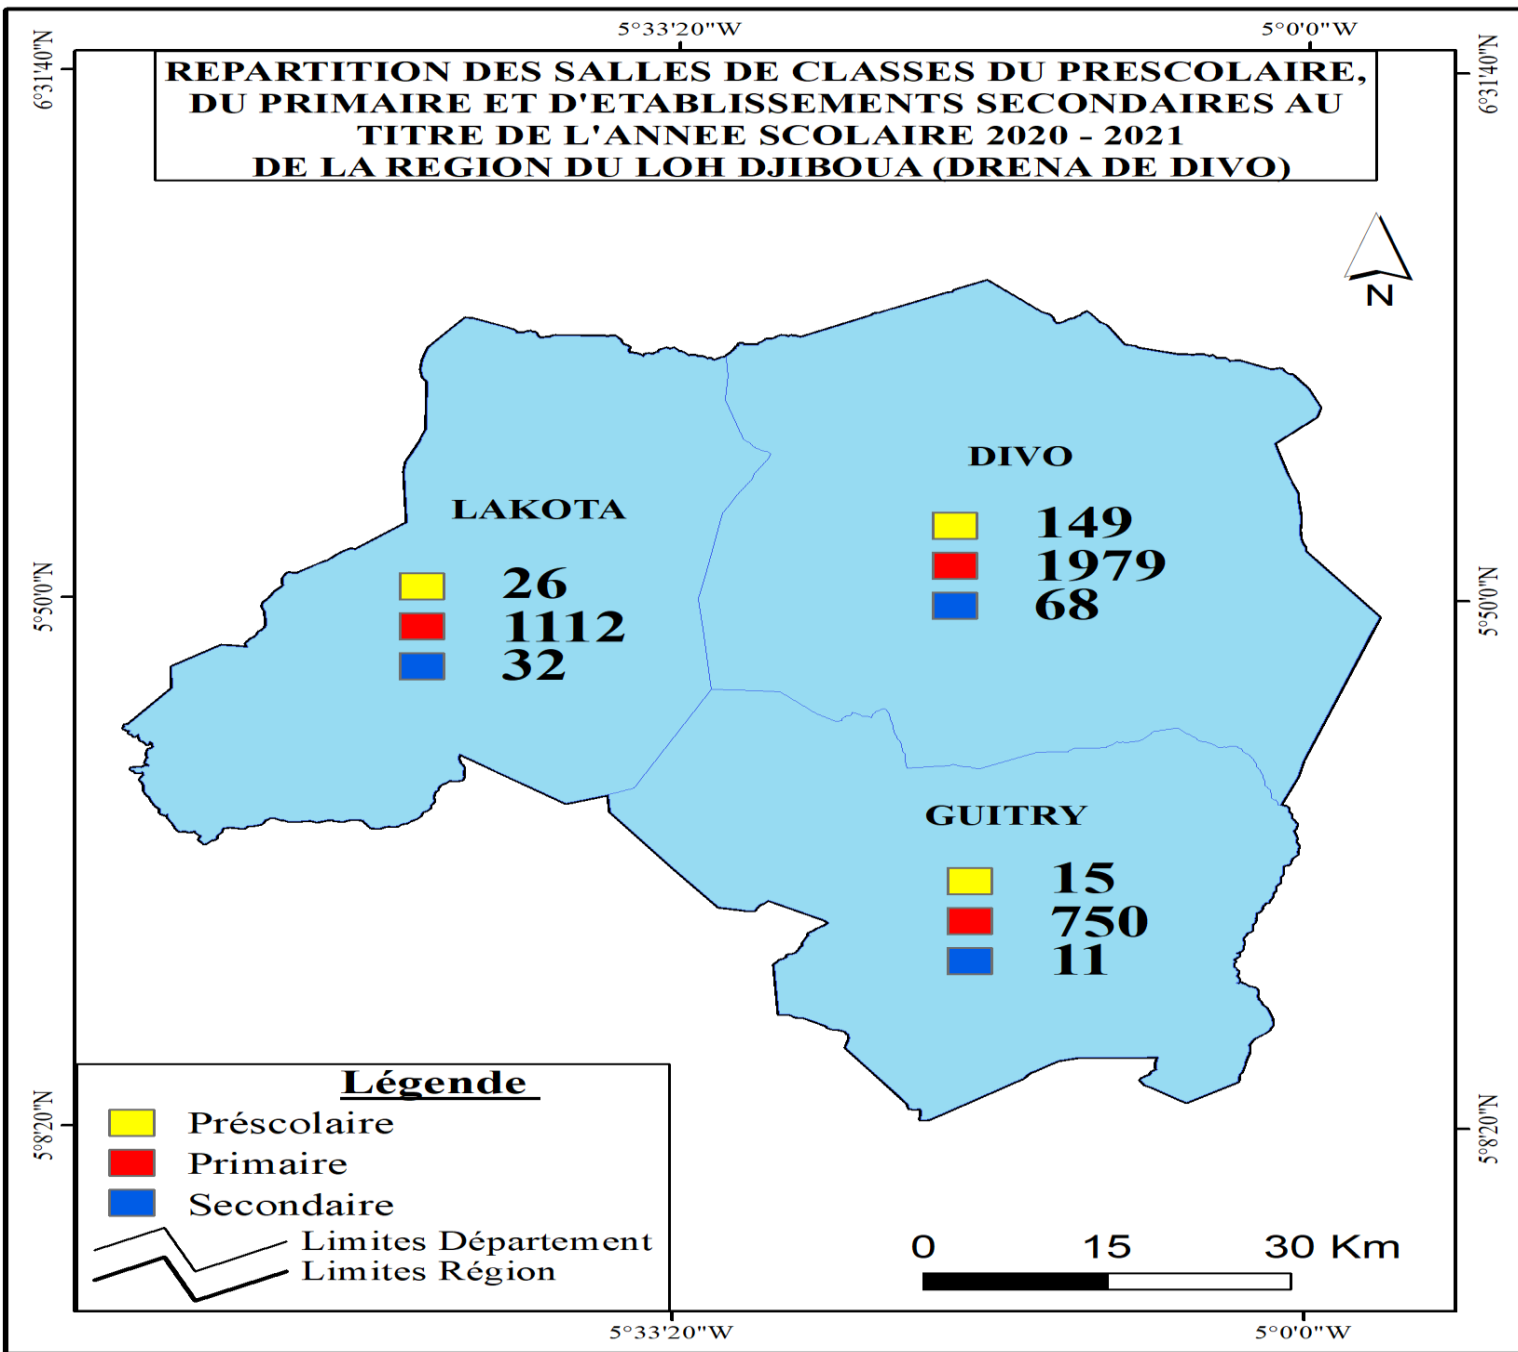 5°33'20"W 5°0'0"W
6°31'40"N 6°31'40"N
REPARTITION DES SALLES DE CLASSES DU PRESCOLAIRE,
DU PRIMAIRE ET D'ETABLISSEMENTS SECONDAIRES AU
TITRE DE L'ANNEE SCOLAIRE 2020 - 2021
DE LA REGION DU LOH DJIBOUA (DRENA DE DIVO)
N
DIVO
149
1979
68
LAKOTA
26
1112
32
5°50'0"N 5°50'0"N
GUITRY
15
750
11
5°8'20"N 5°8'20"N
Légende
Préscolaire
Primaire
Secondaire
Limites Département
Limites Région
0 15 30 Km
5°33'20"W 5°0'0"W